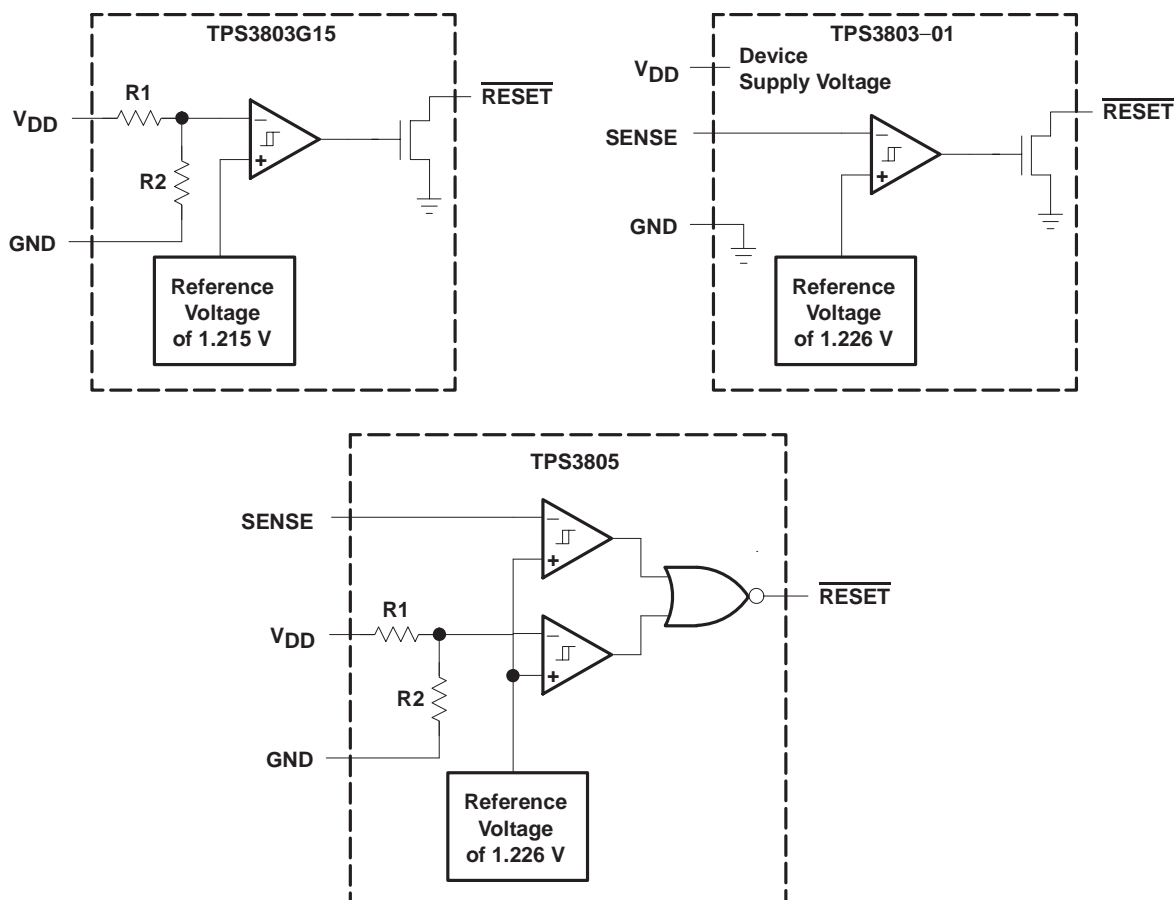 TPS3803G15
R1
VDD
R2
GND
−
+
RESET
Reference
Voltage
of 1.215 V
TPS3803−01
VDD
Device
Supply Voltage
SENSE
GND
−
+
RESET
Reference
Voltage
of 1.226 V
TPS3805
SENSE
−
+
R1
VDD
−
+
R2
GND
RESET
Reference
Voltage
of 1.226 V